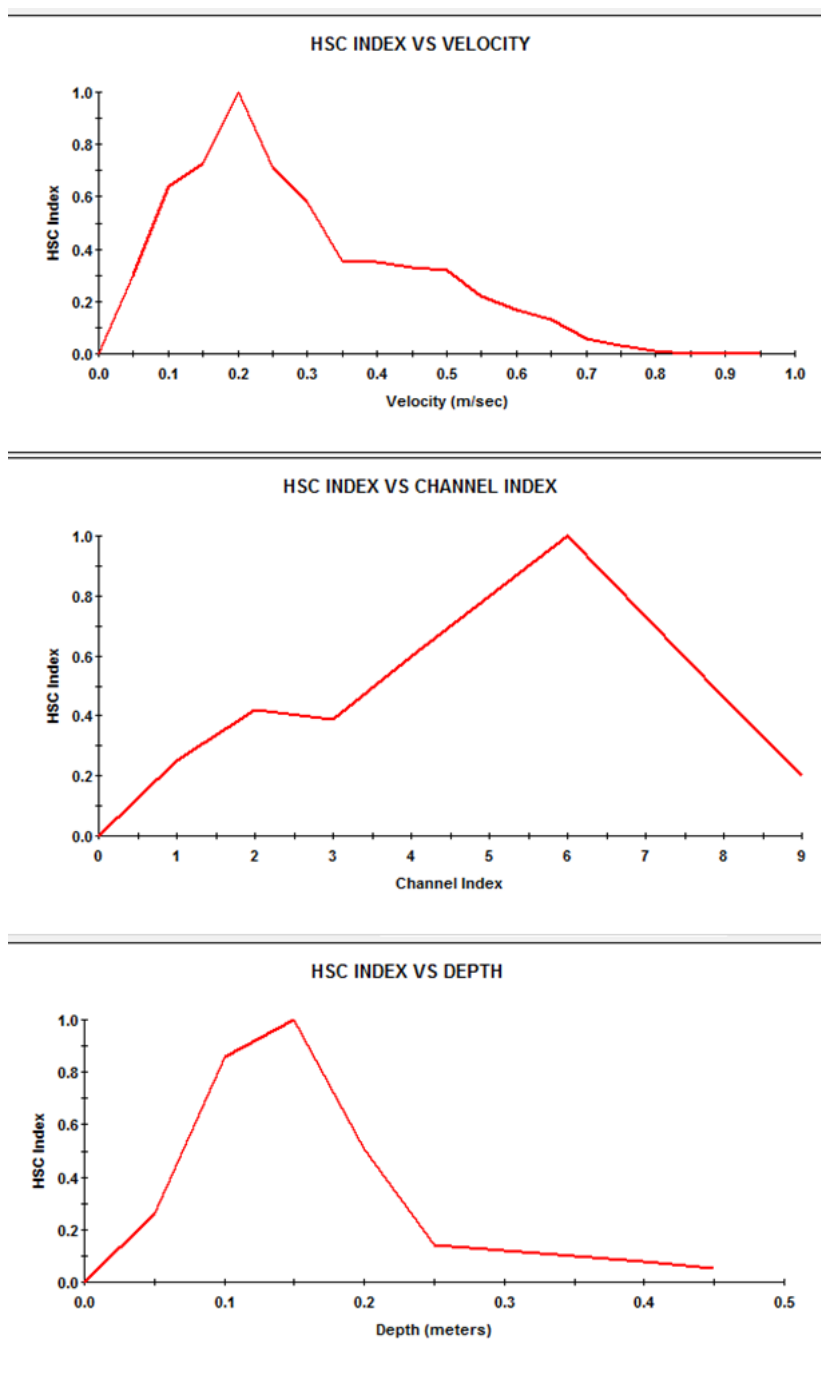 HSC INDEX VS VELOCITY
1.0
0.8
0.6
0.4
0.2
0.0
HSC Index
0.0 0.1 0.2 0.3 0.4 0.5 0.6 0.7 0.8 0.9 1.0
Velocity (m/sec)
HSC INDEX VS CHANNEL INDEX
1.0
0.8
0.6
0.4
0.2
0.0
HSC Index
0 1 2 3 4 5 6 7 8 9
Channel Index
HSC INDEX VS DEPTH
1.0
0.8
0.6
0.4
0.2
0.0
HSC Index
0.0 0.1 0.2 0.3 0.4 0.5
Depth (meters)